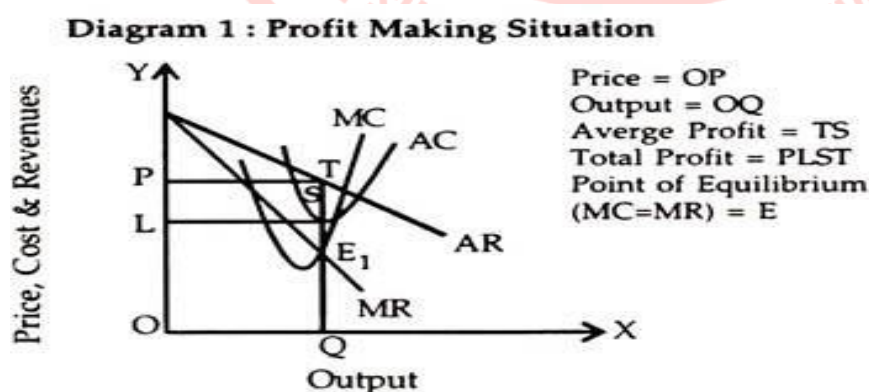 Diagram 1 : Profit Making Situation
Price, Cost & Revenues
Y
MC
AC
P
T
S
L
E1
AR
MR
O
Q
X
Output
Price = OP
Output = OQ
Averge Profit = TS
Total Profit = PLST
Point of Equilibrium
(MC=MR) = E